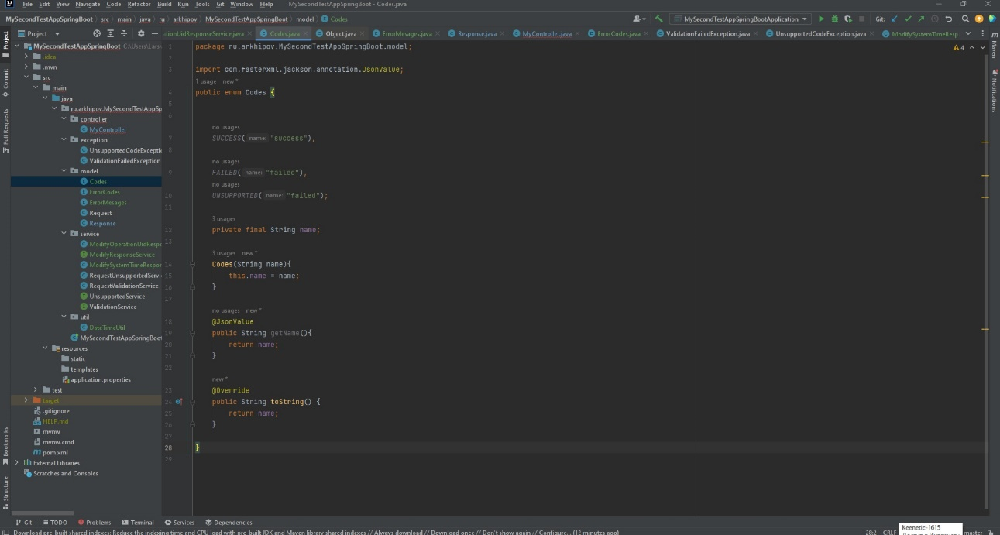 File Edit View Navigate Code Refactor Build Run Tools Git Window Help MySecondTestAppSpringBoot - Codes.java
MySecondTestAppSpringBoot src main java ru arkhipov MySecondTestAppSpringBoot model Codes
MySecondTestAppSpringBootApplication Git:
Project
tionUidResponseService.java Codes.java Object.java ErrorMesages.java Response.java MyController.java ErrorCodes.java ValidationFailedException.java UnsupportedCodeException.java ModifySystemTimeResp
Project
Commit
Pull Requests
Bookmarks
Structure
MySecondTestAppSpringBoot
.idea
.mvn
src
main
java
ru.arkhipov.MySecondTestAppSp
controller
MyController
exception
UnsupportedCodeExcepti
ValidationFailedException
model
Codes
ErrorCodes
ErrorMesages
Request
Response
service
ModifyOperationUidRespo
ModifyResponseService
ModifySystemTimeRespor
RequestUnsupportedServi
RequestValidationService
UnsupportedService
ValidationService
util
DateTimeUtil
MySecondTestAppSpringBoot
resources
static
templates
application.properties
test
target
.gitignore
HELP.md
mvnw
mvnw.cmd
pom.xml
External Libraries
Scratches and Consoles
1 package ru.arkhipov.MySecondTestAppSpringBoot.model;
2
3 import com.fasterxml.jackson.annotation.JsonValue;
1 usage new *
4 public enum Codes {
5
6
no usages
7 SUCCESS( name: "success"),
8
no usages
9 FAILED( name: "failed"),
no usages
10 UNSUPPORTED( name: "failed");
11
3 usages
12 private final String name;
13
3 usages new *
14 Codes(String name){
15 this.name = name;
16 }
17
no usages new *
18 @JsonValue
19 public String getName(){
20 return name;
21 }
22
new *
23 @Override
24 public String toString() {
25 return name;
26 }
27
28 }
29
4
Maven
Notifications
Git TODO Problems Terminal Services Dependencies
Download pre-built shared indexes: Reduce the indexing time and CPU load with pre-built JDK and Maven library shared indexes // Always download // Download once // Don't show again // Configure... (12 minutes ago)
28:2 CRLF
Keenetic-1615
master